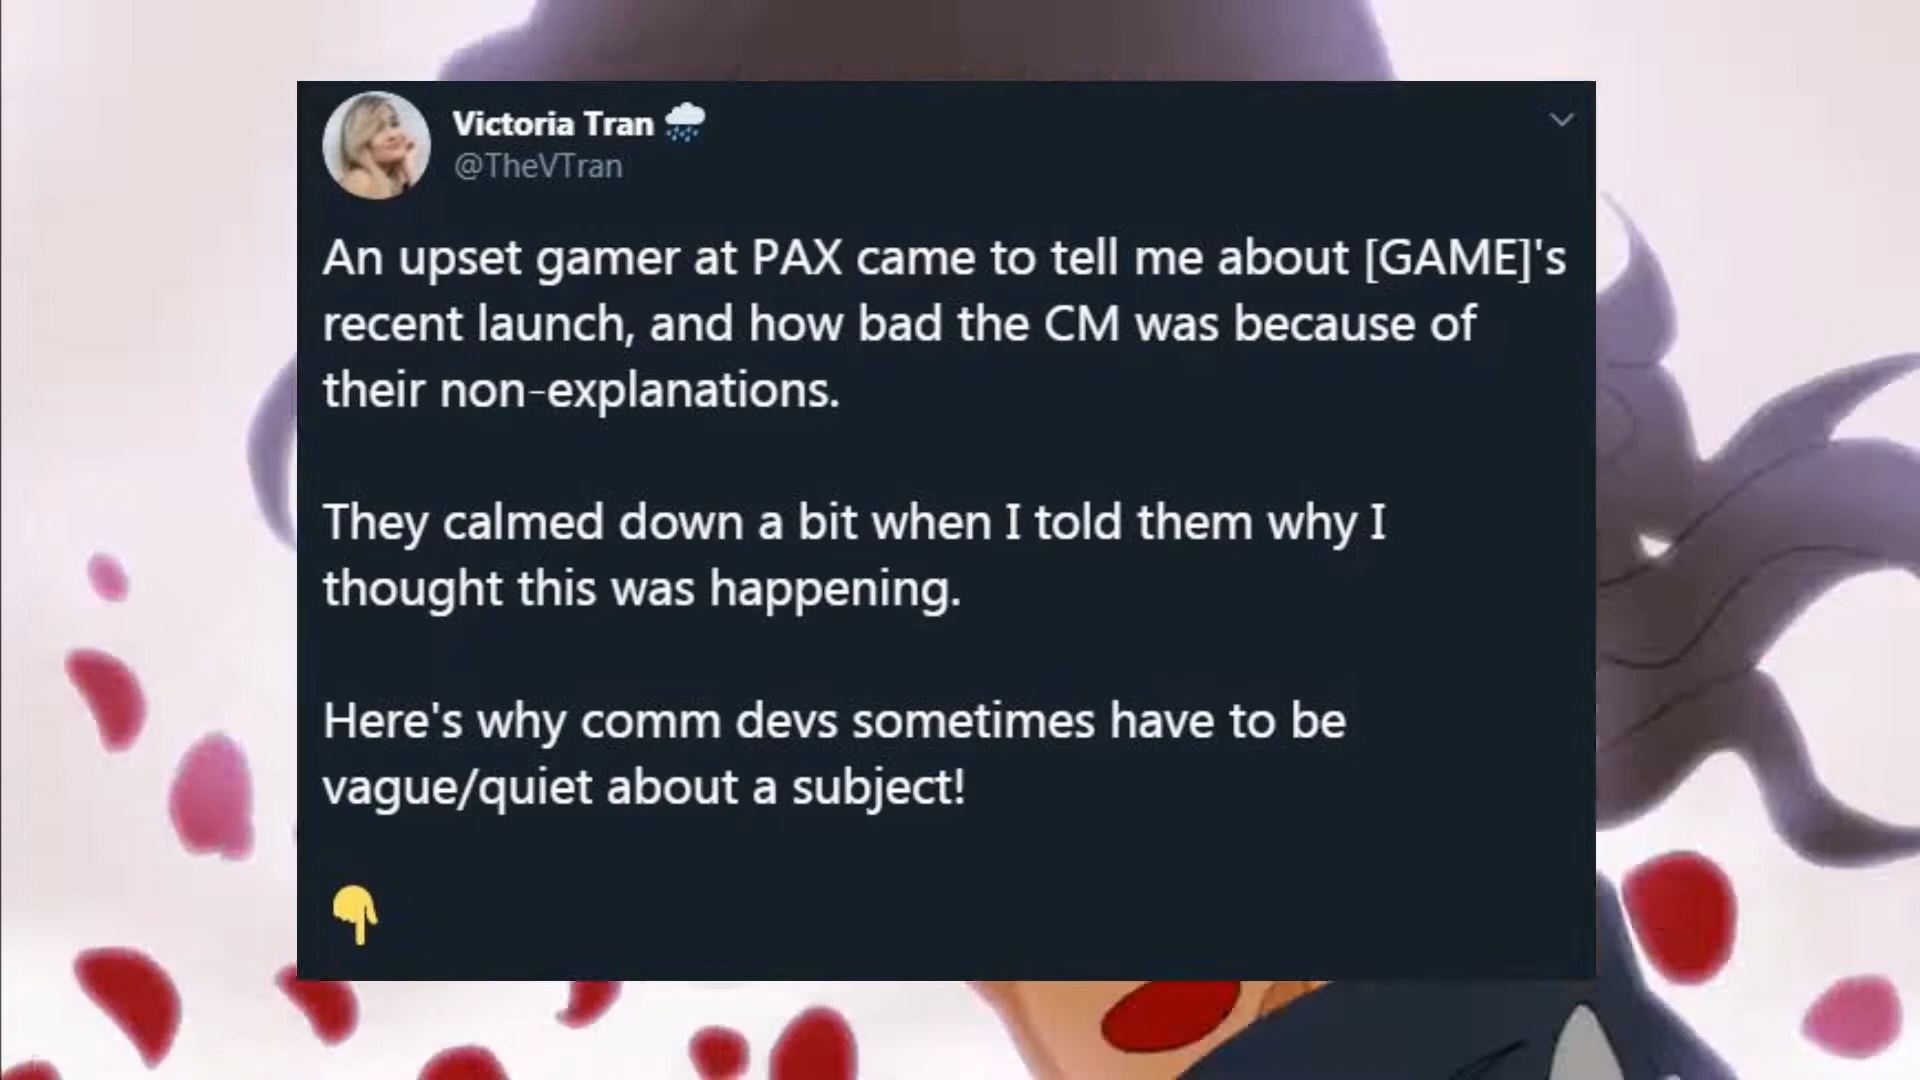 Victoria Tran 🌧️
@TheVTran
An upset gamer at PAX came to tell me about [GAME]'s
recent launch, and how bad the CM was because of
their non-explanations.
They calmed down a bit when I told them why I
thought this was happening.
Here's why comm devs sometimes have to be
vague/quiet about a subject!
👇